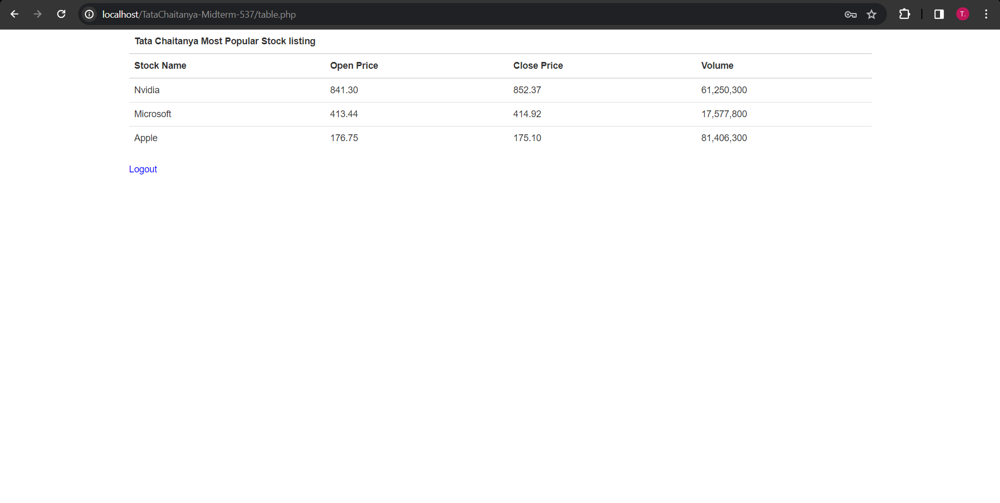 localhost/TataChaitanya-Midterm-537/table.php T.
Tata Chaitanya Most Popular Stock listing
Stock Name Open Price Close Price Volume
Nvidia 841.30 852.37 61,250,300
Microsoft 413.44 414.92 17,577,800
Apple 176.75 175.10 81,406,300
Logout